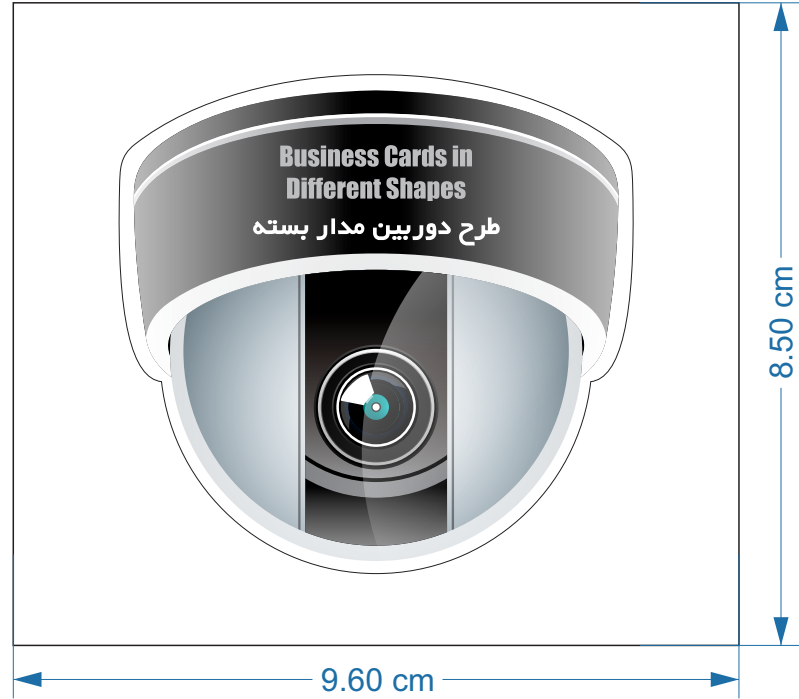 Business Cards in
Different Shapes
طرح دوربین مدار بسته
8.50 cm
9.60 cm